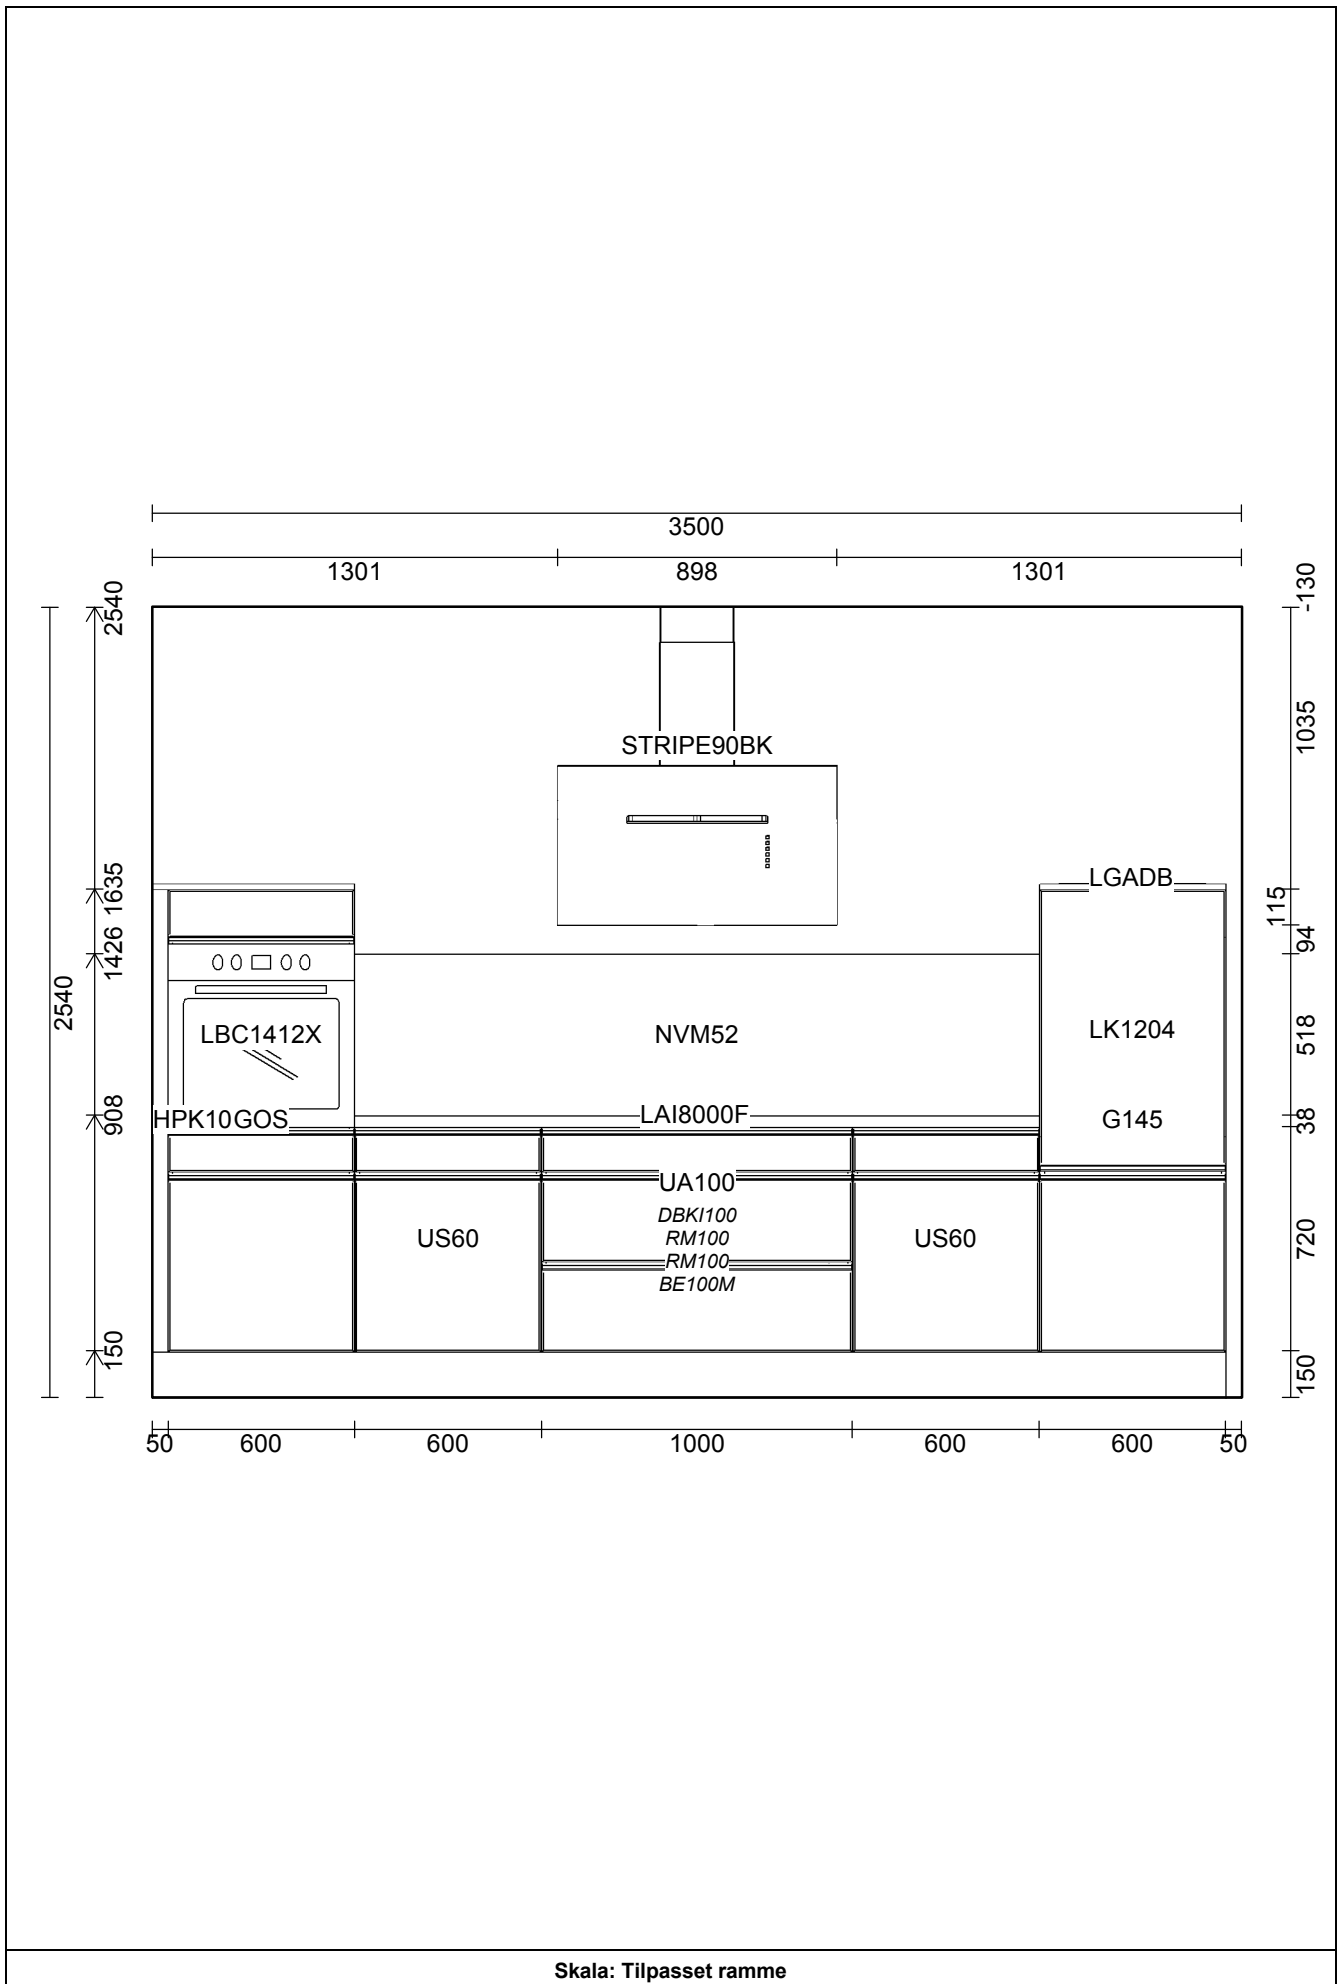 3500
1301 898 1301
2540
-130
1035
STRIPE90BK
1635
LGADB
115
1426
94
2540
LBC1412X
NVM52
LK1204
518
908
HPK10GOS
LAI8000F
G145
38
UA100
DBKI100
US60
RM100
US60
720
RM100
BE100M
150
150
50 600 600 1000 600 600 50
Skala: Tilpasset ramme